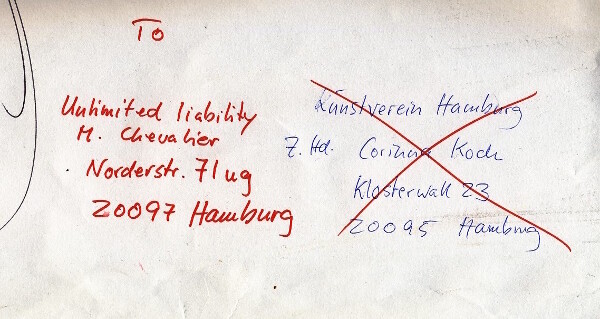 To
Unlimited liability
M. Chevalier
Norderstr. 71 ug
20097 Hamburg
Kunstverein Hamburg
z. Hd. Corinna Koch
Klosterwall 23
20095 Hamburg